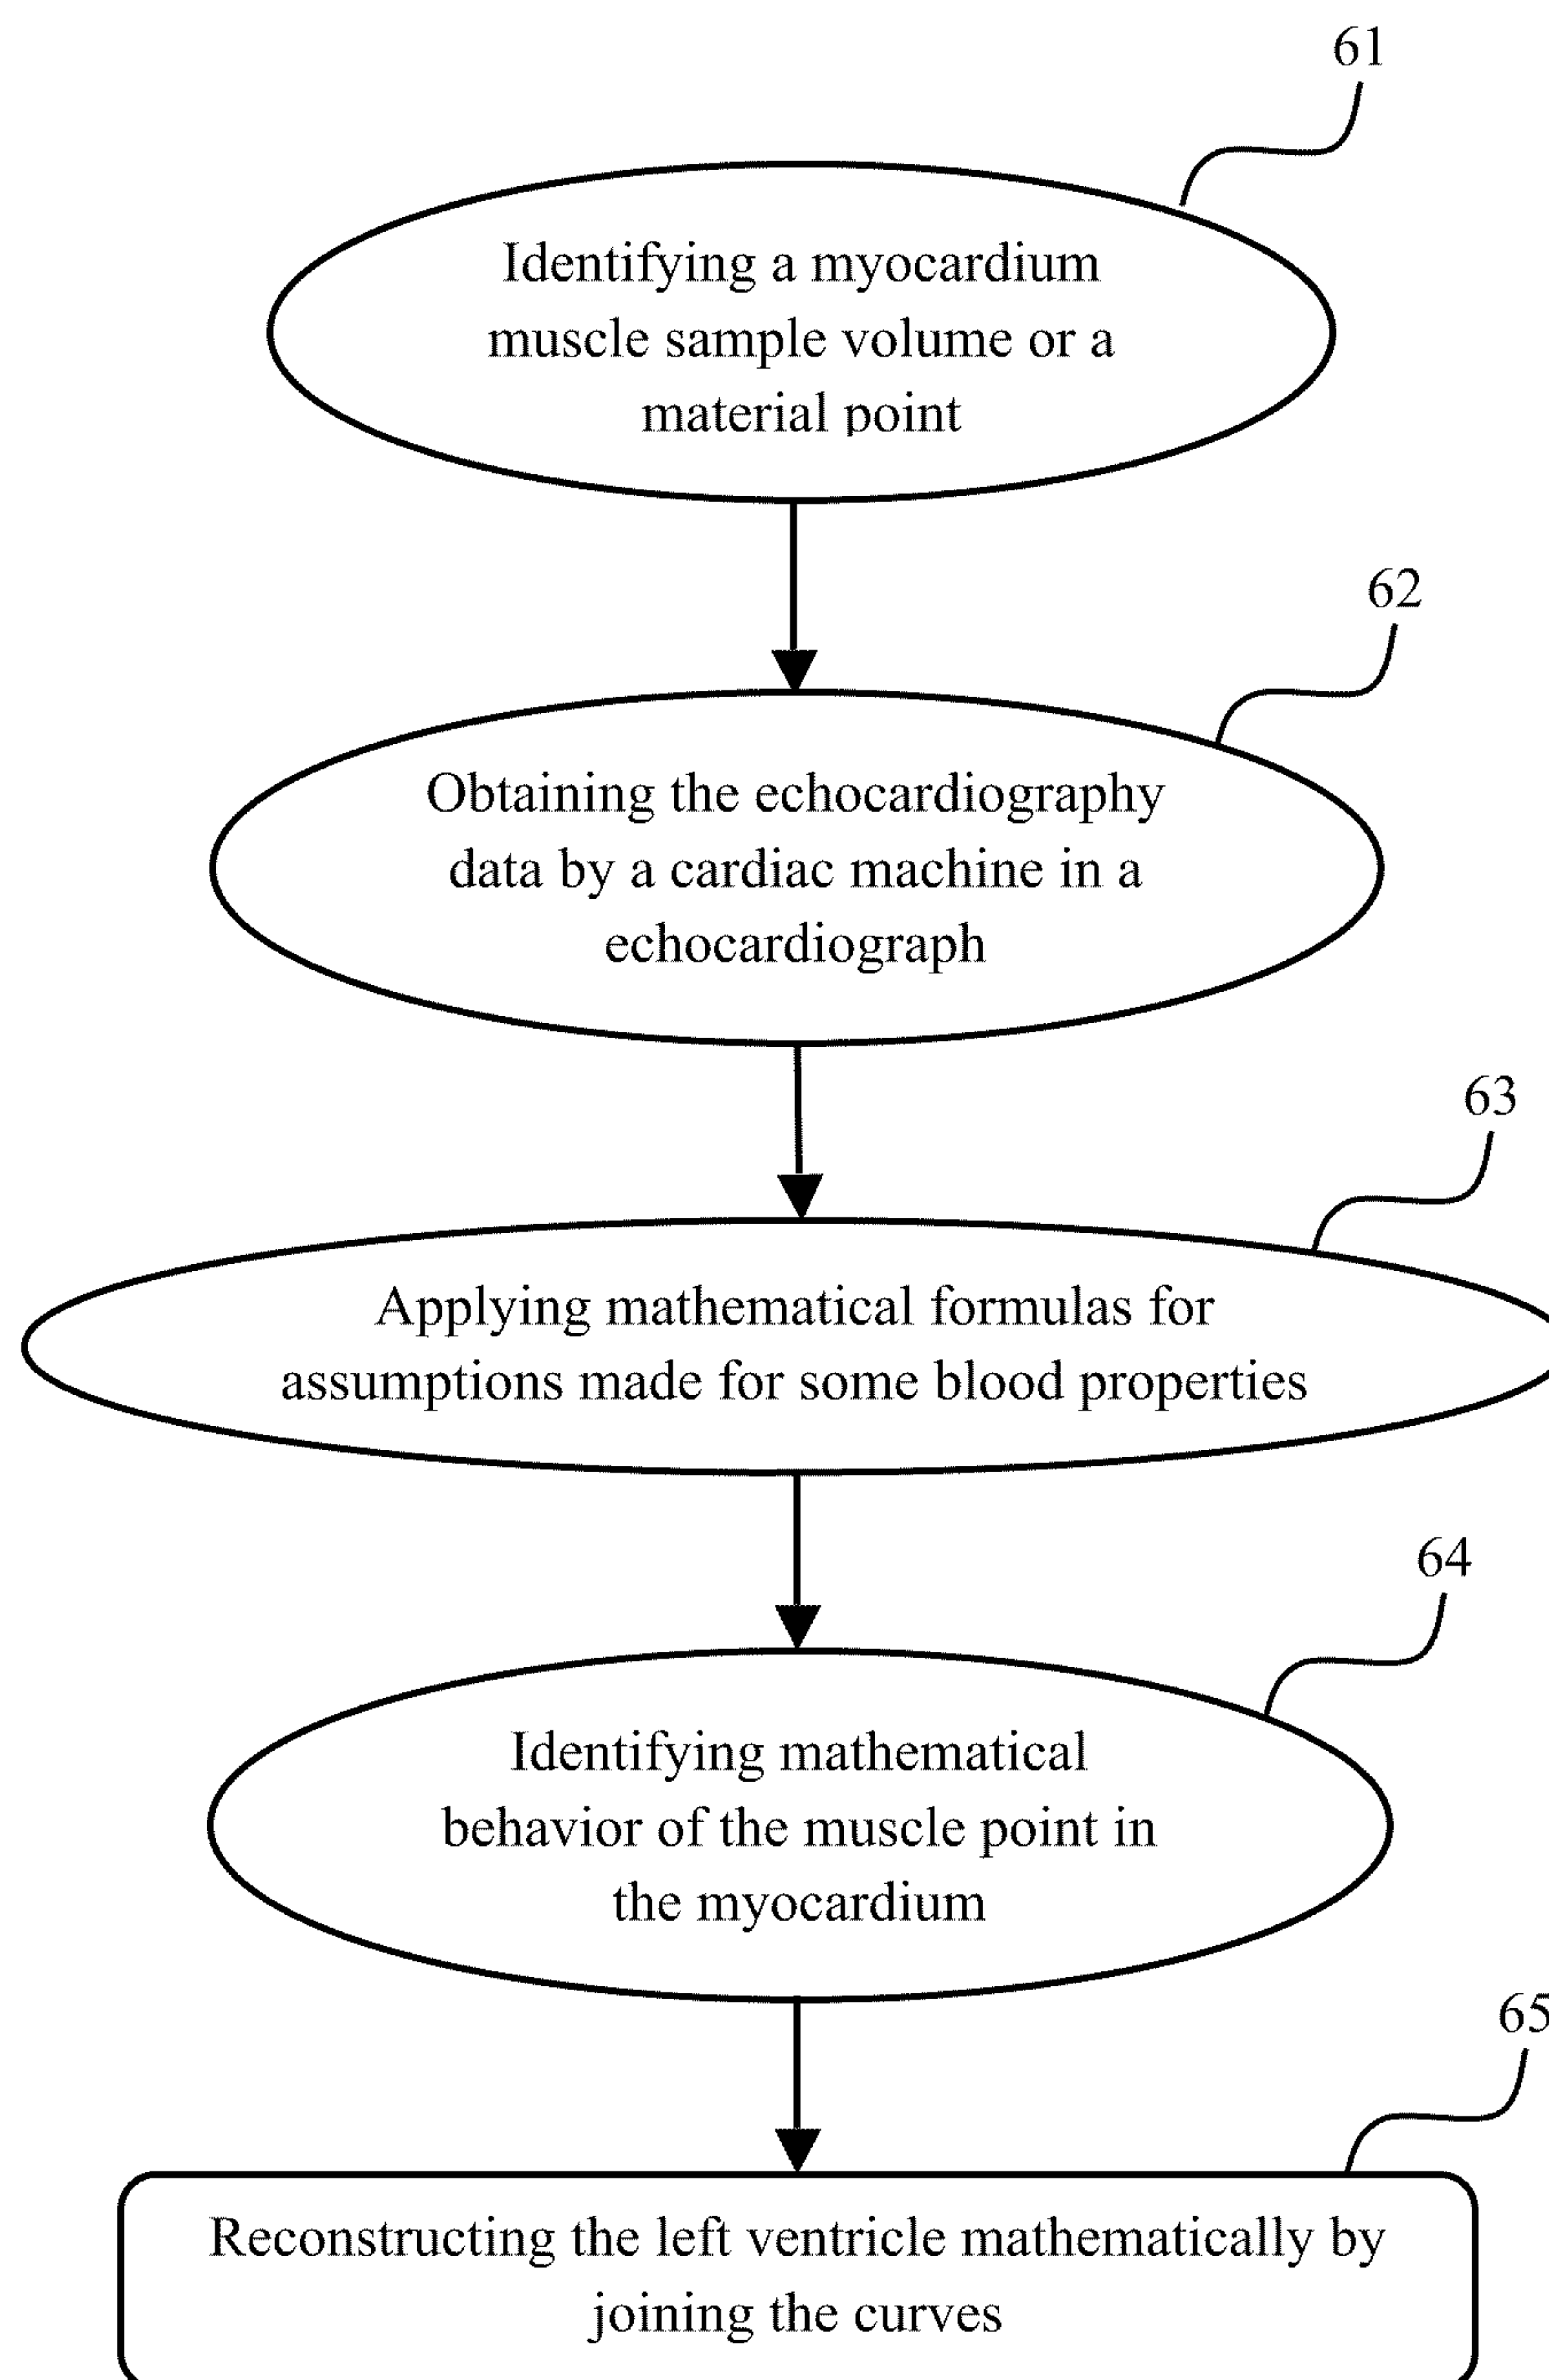 61
Identifying a myocardium
muscle sample volume or a
material point
62
Obtaining the echocardiography
data by a cardiac machine in a
echocardiograph
63
Applying mathematical formulas for
assumptions made for some blood properties
64
Identifying mathematical
behavior of the muscle point in
the myocardium
65
Reconstructing the left ventricle mathematically by
joining the curves